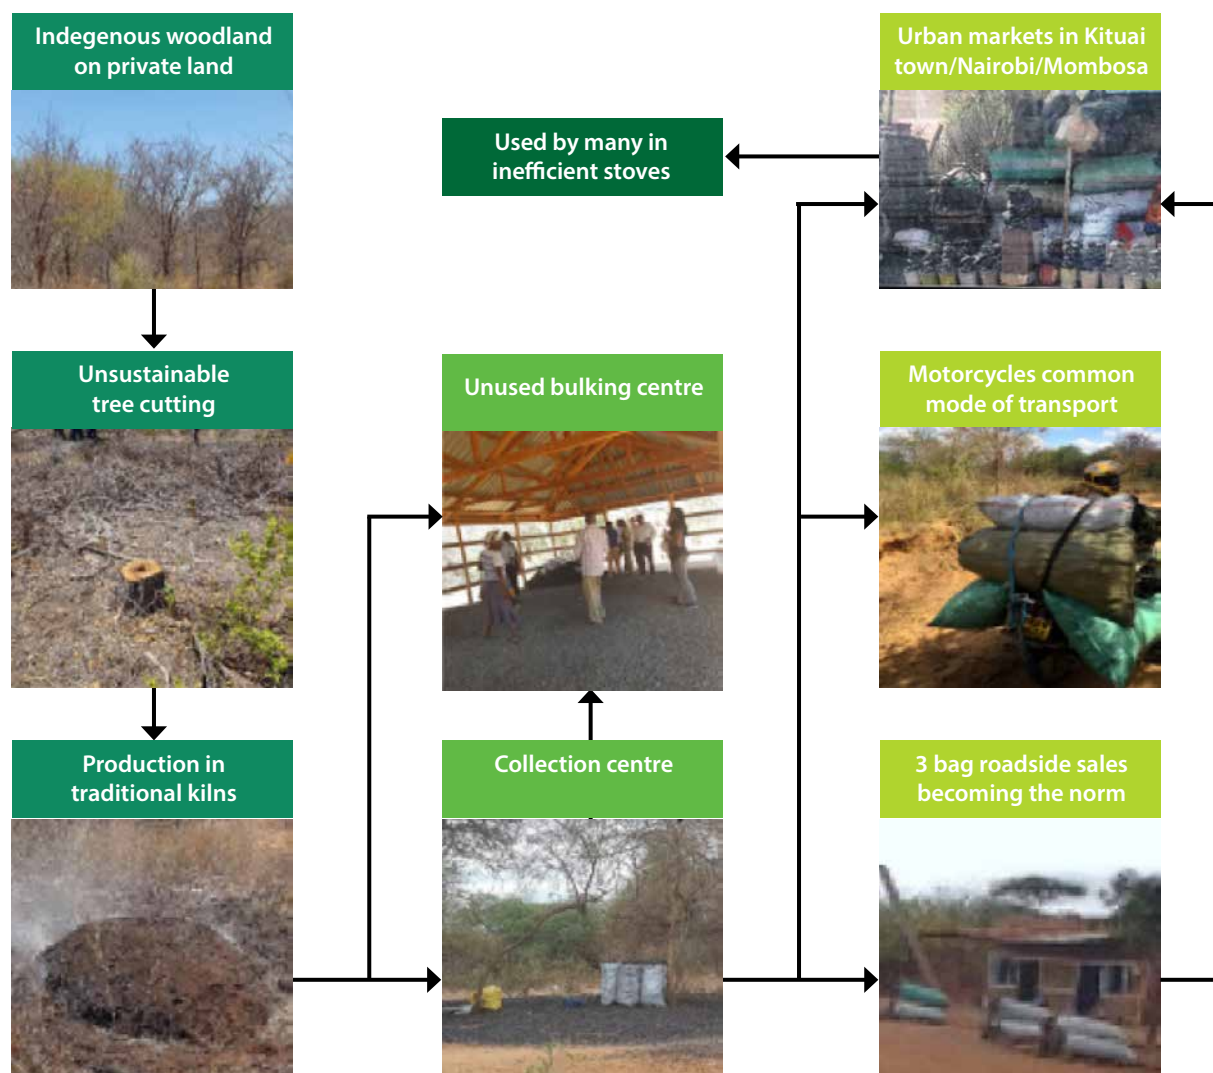 Indegenous woodland
on private land
Urban markets in Kituai
town/Nairobi/Mombosa
Used by many in
inefficient stoves
Unsustainable
tree cutting
Unused bulking centre
Motorcycles common
mode of transport
Production in
traditional kilns
Collection centre
3 bag roadside sales
becoming the norm